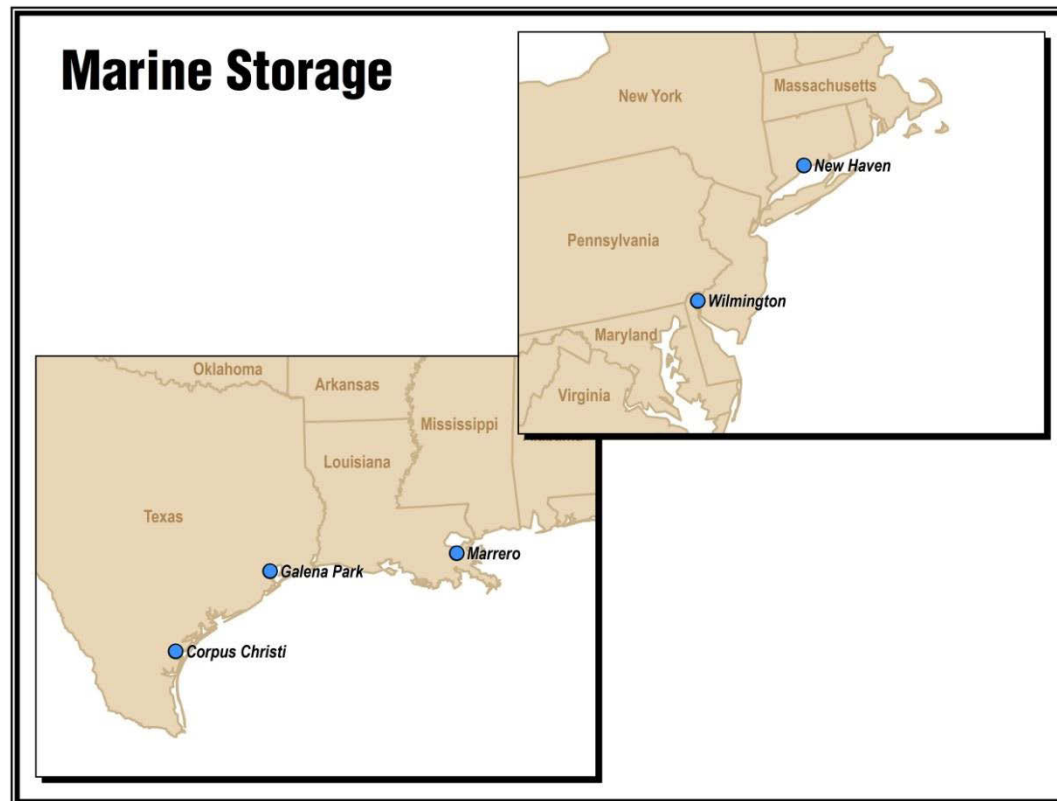 Marine Storage
New York
Massachusetts
New Haven
Pennsylvania
Wilmington
Maryland
Virginia
Oklahoma
Arkansas
Mississippi
Louisiana
Texas
Marrero
Galena Park
Corpus Christi